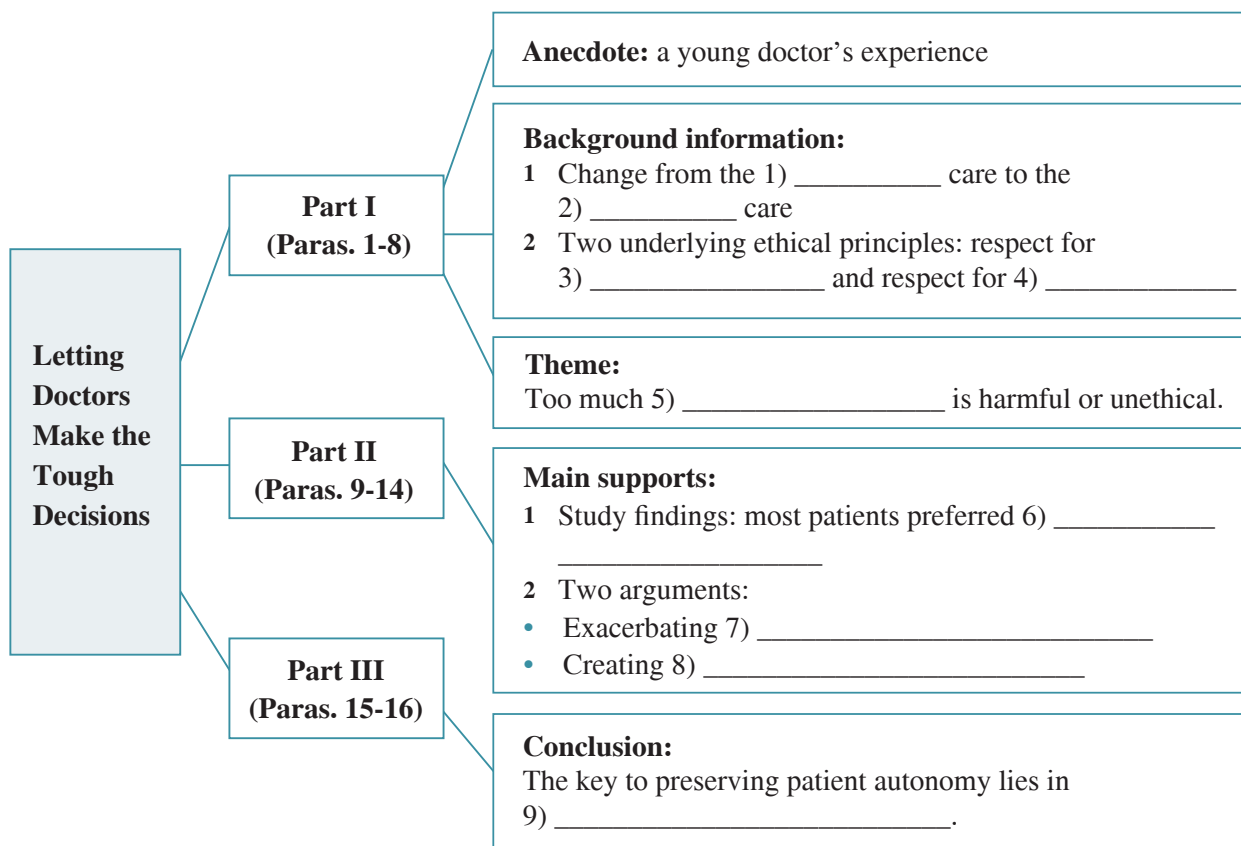 Letting
Doctors
Make the
Tough
Decisions
Part I
(Paras. 1-8)
Anecdote: a young doctor’s experience
Background information:
1 Change from the 1) __________ care to the
2) __________ care
2 Two underlying ethical principles: respect for
3) ________________ and respect for 4) _____________
Theme:
Too much 5) __________________ is harmful or unethical.
Part II
(Paras. 9-14)
Main supports:
1 Study findings: most patients preferred 6) ___________
__________________
2 Two arguments:
• Exacerbating 7) ___________________________
• Creating 8) __________________________
Part III
(Paras. 15-16)
Conclusion:
The key to preserving patient autonomy lies in
9) ___________________________.